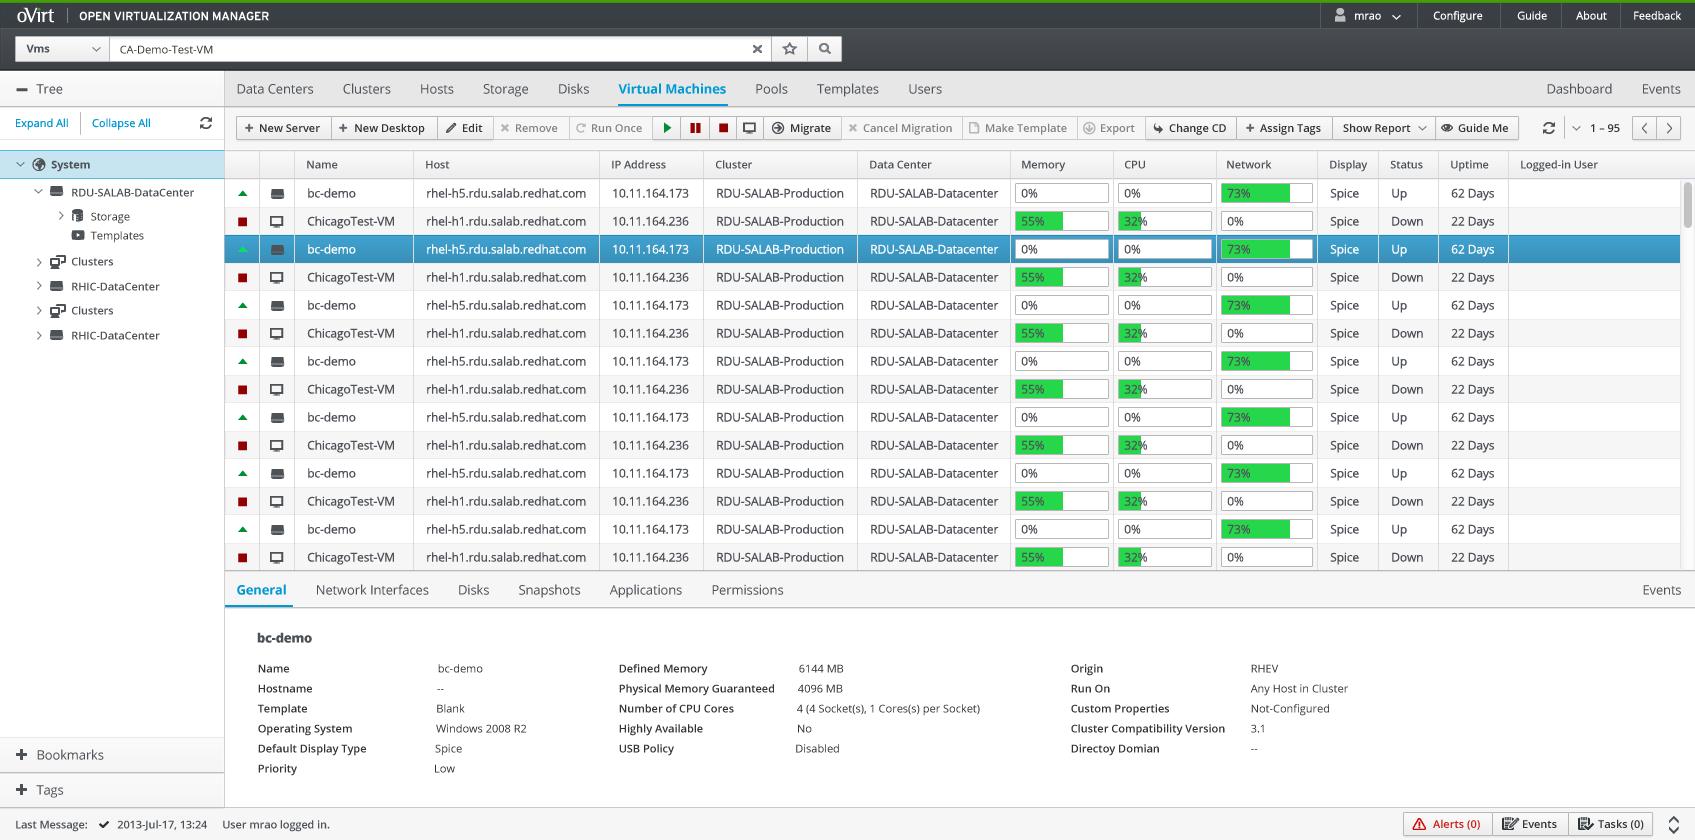 oVirt OPEN VIRTUALIZATION MANAGER mrao Configure Guide About Feedback
Vms CA-Demo-Test-VM
Tree Data Centers Clusters Hosts Storage Disks Virtual Machines Pools Templates Users Dashboard Events
Expand All Collapse All New Server New Desktop Edit Remove Run Once Migrate Cancel Migration Make Template Export Change CD Assign Tags Show Report Guide Me 1 – 95
System Name Host IP Address Cluster Data Center Memory CPU Network Display Status Uptime Logged-in User
RDU-SALAB-DataCenter
Storage
Templates
Clusters
RHIC-DataCenter
Clusters
RHIC-DataCenter
bc-demo rhel-h5.rdu.salab.redhat.com 10.11.164.173 RDU-SALAB-Production RDU-SALAB-Datacenter 0% 0% 73% Spice Up 62 Days
ChicagoTest-VM rhel-h1.rdu.salab.redhat.com 10.11.164.236 RDU-SALAB-Production RDU-SALAB-Datacenter 55% 32% 0% Spice Down 22 Days
bc-demo rhel-h5.rdu.salab.redhat.com 10.11.164.173 RDU-SALAB-Production RDU-SALAB-Datacenter 0% 0% 73% Spice Up 62 Days
ChicagoTest-VM rhel-h1.rdu.salab.redhat.com 10.11.164.236 RDU-SALAB-Production RDU-SALAB-Datacenter 55% 32% 0% Spice Down 22 Days
bc-demo rhel-h5.rdu.salab.redhat.com 10.11.164.173 RDU-SALAB-Production RDU-SALAB-Datacenter 0% 0% 73% Spice Up 62 Days
ChicagoTest-VM rhel-h1.rdu.salab.redhat.com 10.11.164.236 RDU-SALAB-Production RDU-SALAB-Datacenter 55% 32% 0% Spice Down 22 Days
bc-demo rhel-h5.rdu.salab.redhat.com 10.11.164.173 RDU-SALAB-Production RDU-SALAB-Datacenter 0% 0% 73% Spice Up 62 Days
ChicagoTest-VM rhel-h1.rdu.salab.redhat.com 10.11.164.236 RDU-SALAB-Production RDU-SALAB-Datacenter 55% 32% 0% Spice Down 22 Days
bc-demo rhel-h5.rdu.salab.redhat.com 10.11.164.173 RDU-SALAB-Production RDU-SALAB-Datacenter 0% 0% 73% Spice Up 62 Days
ChicagoTest-VM rhel-h1.rdu.salab.redhat.com 10.11.164.236 RDU-SALAB-Production RDU-SALAB-Datacenter 55% 32% 0% Spice Down 22 Days
bc-demo rhel-h5.rdu.salab.redhat.com 10.11.164.173 RDU-SALAB-Production RDU-SALAB-Datacenter 0% 0% 73% Spice Up 62 Days
ChicagoTest-VM rhel-h1.rdu.salab.redhat.com 10.11.164.236 RDU-SALAB-Production RDU-SALAB-Datacenter 55% 32% 0% Spice Down 22 Days
bc-demo rhel-h5.rdu.salab.redhat.com 10.11.164.173 RDU-SALAB-Production RDU-SALAB-Datacenter 0% 0% 73% Spice Up 62 Days
ChicagoTest-VM rhel-h1.rdu.salab.redhat.com 10.11.164.236 RDU-SALAB-Production RDU-SALAB-Datacenter 55% 32% 0% Spice Down 22 Days
General Network Interfaces Disks Snapshots Applications Permissions Events
bc-demo
Name bc-demo Defined Memory 6144 MB Origin RHEV
Hostname -- Physical Memory Guaranteed 4096 MB Run On Any Host in Cluster
Template Blank Number of CPU Cores 4 (4 Socket(s), 1 Cores(s) per Socket) Custom Properties Not-Configured
Operating System Windows 2008 R2 Highly Available No Cluster Compatibility Version 3.1
Default Display Type Spice USB Policy Disabled Directoy Domian --
Priority Low
Bookmarks
Tags
Last Message: 2013-Jul-17, 13:24 User mrao logged in. Alerts (0) Events Tasks (0)